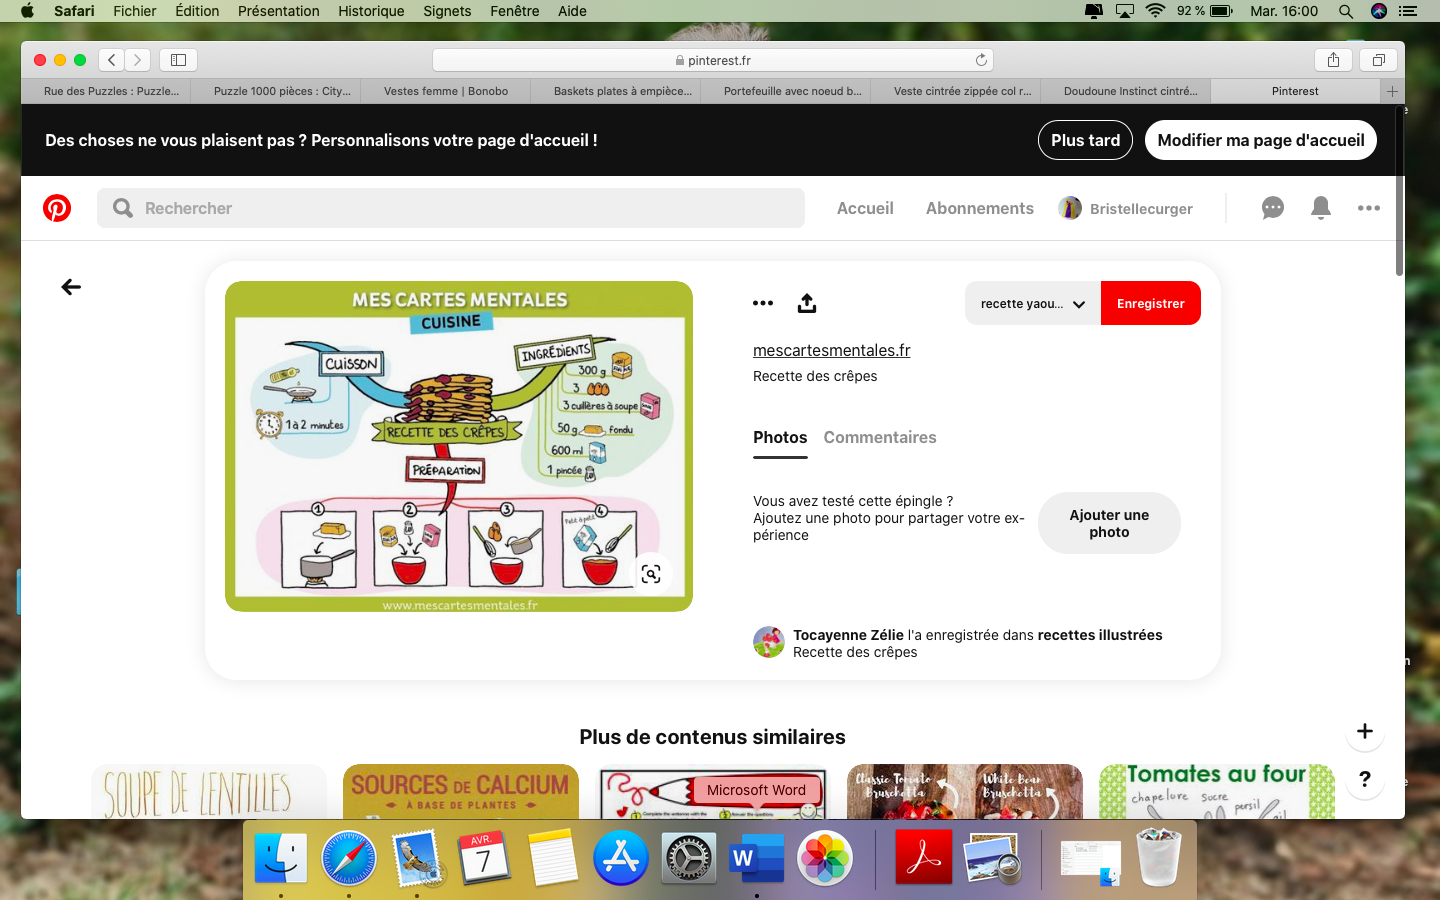 Safari Fichier Édition Présentation Historique Signets Fenêtre Aide 92 % Mar. 16:00
pinterest.fr
Rue des Puzzles : Puzzle... Puzzle 1000 pièces : City... Vestes femme | Bonobo Baskets plates à empièce... Portefeuille avec noeud b... Veste cintrée zippée col r... Doudoune Instinct cintré... Pinterest
Des choses ne vous plaisent pas ? Personnalisons votre page d'accueil !
Plus tard
Modifier ma page d'accueil
Rechercher
Accueil Abonnements Bristellecurger
MES CARTES MENTALES
CUISINE
CUISSON
1 à 2 minutes
INGRÉDIENTS
300 g
3
3 cuillères à soupe
50 g fondu
600 ml
1 pincée
RECETTE DES CRÊPES
PRÉPARATION
1 2 3 4
Petit à petit
www.mescartesmentales.fr
recette yaou...
Enregistrer
mescartesmentales.fr
Recette des crêpes
Photos Commentaires
Vous avez testé cette épingle ?
Ajoutez une photo pour partager votre ex-
périence
Ajouter une
photo
Tocayenne Zélie l'a enregistrée dans recettes illustrées
Recette des crêpes
Plus de contenus similaires
SOUPE DE LENTILLES
SOURCES DE CALCIUM
À BASE DE PLANTES
Classic Tomato
Bruschetta
White Bean
Bruschetta
Tomates au four
chapelure sucre
persil
ail
?
Microsoft Word
AVR.
7
W